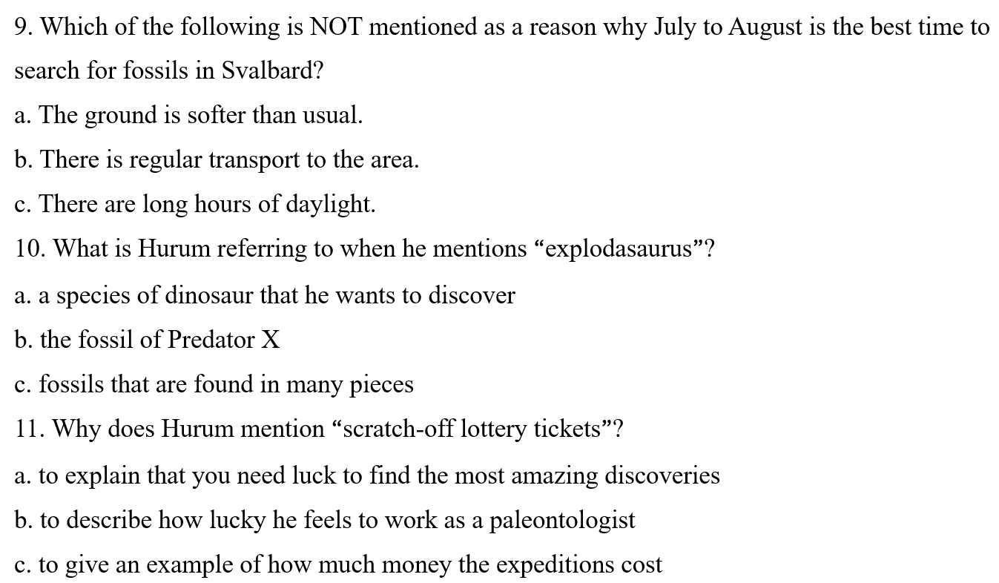 9. Which of the following is NOT mentioned as a reason why July to August is the best time to
search for fossils in Svalbard?
a. The ground is softer than usual.
b. There is regular transport to the area.
c. There are long hours of daylight.
10. What is Hurum referring to when he mentions “explodasaurus”?
a. a species of dinosaur that he wants to discover
b. the fossil of Predator X
c. fossils that are found in many pieces
11. Why does Hurum mention “scratch-off lottery tickets”?
a. to explain that you need luck to find the most amazing discoveries
b. to describe how lucky he feels to work as a paleontologist
c. to give an example of how much money the expeditions cost